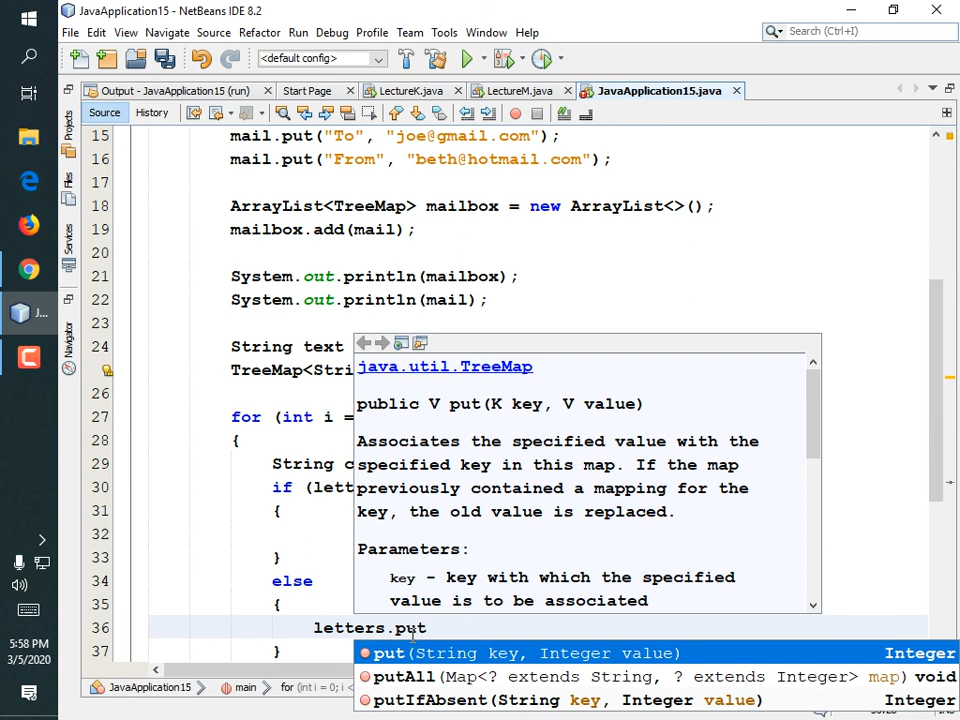 JavaApplication15 - NetBeans IDE 8.2
File Edit View Navigate Source Refactor Run Debug Profile Team Tools Window Help
<default config>
Search (Ctrl+I)
Output - JavaApplication15 (run) Start Page LectureK.java LectureM.java JavaApplication15.java
Source History
Projects
Files
Services
Navigator
15 mail.put("To", "joe@gmail.com");
16 mail.put("From", "beth@hotmail.com");
17
18 ArrayList<TreeMap> mailbox = new ArrayList<>();
19 mailbox.add(mail);
20
21 System.out.println(mailbox);
22 System.out.println(mail);
23
24 String text
TreeMap<Stri
26
27 for (int i =
28 {
29 String c
30 if (lett
31 {
32
33 }
34 else
35 {
36 letters.put
37 }
java.util.TreeMap
public V put(K key, V value)
Associates the specified value with the
specified key in this map. If the map
previously contained a mapping for the
key, the old value is replaced.
Parameters:
key - key with which the specified
value is to be associated
put(String key, Integer value) Integer
putAll(Map<? extends String, ? extends Integer> map) void
putIfAbsent(String key, Integer value) Integer
JavaApplication15 main for (int i = 0; i <
J...
5:58 PM
3/5/2020